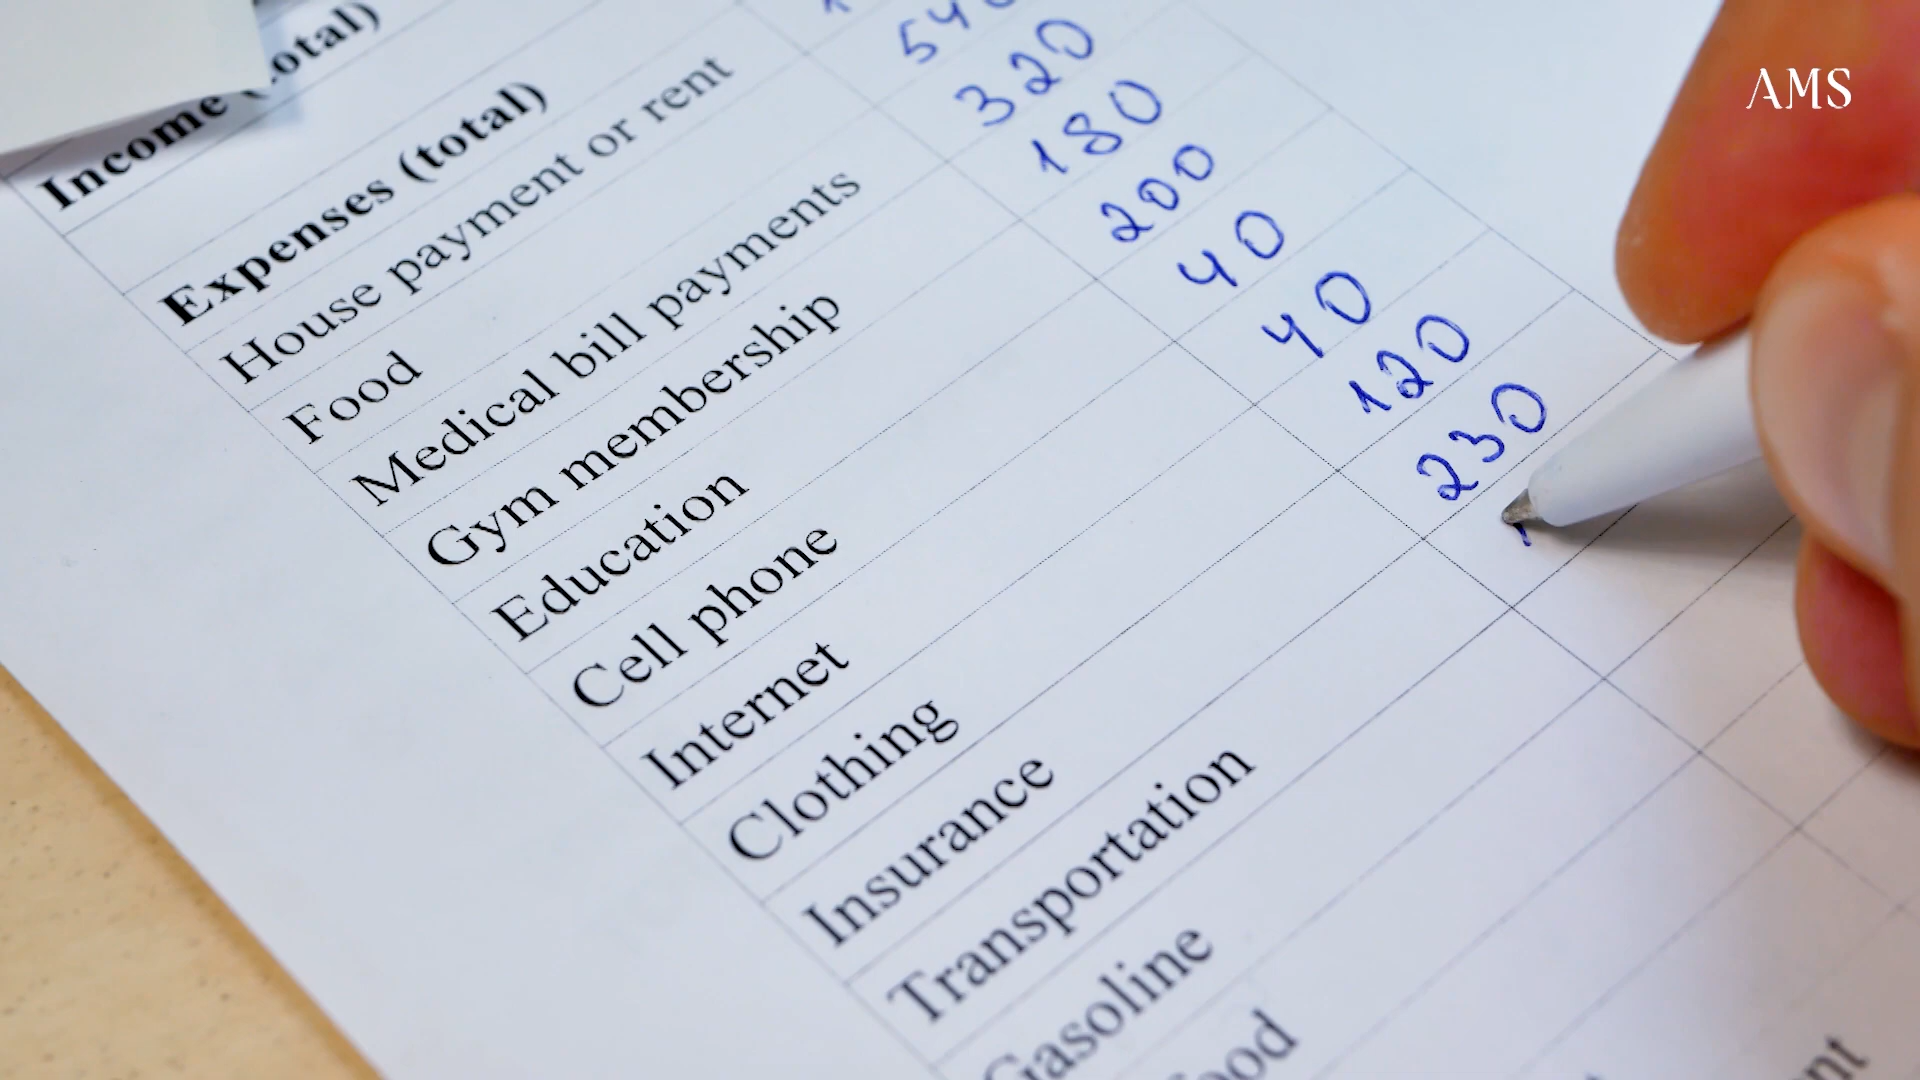 Income (total)
Expenses (total)
House payment or rent
Food 540
Medical bill payments 320
Gym membership 180
Education 200
Cell phone 40
Internet 40
Clothing 120
Insurance 230
Transportation
Gasoline
AMS